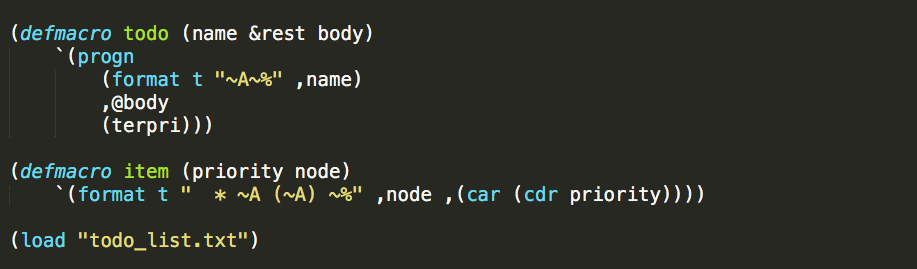 (defmacro todo (name &rest body)
    `(progn
        (format t "~A~%" ,name)
        ,@body
        (terpri)))

(defmacro item (priority node)
    `(format t "  * ~A (~A) ~%" ,node ,(car (cdr priority))))

(load "todo_list.txt")